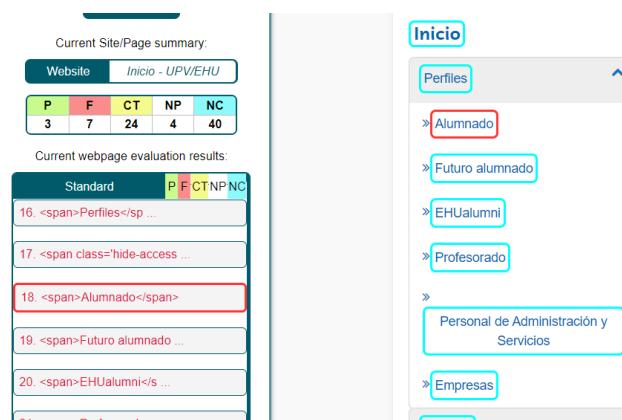 Current Site/Page summary:
Website Inicio - UPV/EHU
P F CT NP NC
3 7 24 4 40
Current webpage evaluation results:
Standard P F CT NP NC
16. <span>Perfiles</sp ...
17. <span class='hide-access ...
18. <span>Alumnado</span>
19. <span>Futuro alumnado ...
20. <span>EHUalumni</s ...
Inicio
Perfiles
» Alumnado
» Futuro alumnado
» EHUalumni
» Profesorado
»
Personal de Administración y
Servicios
» Empresas